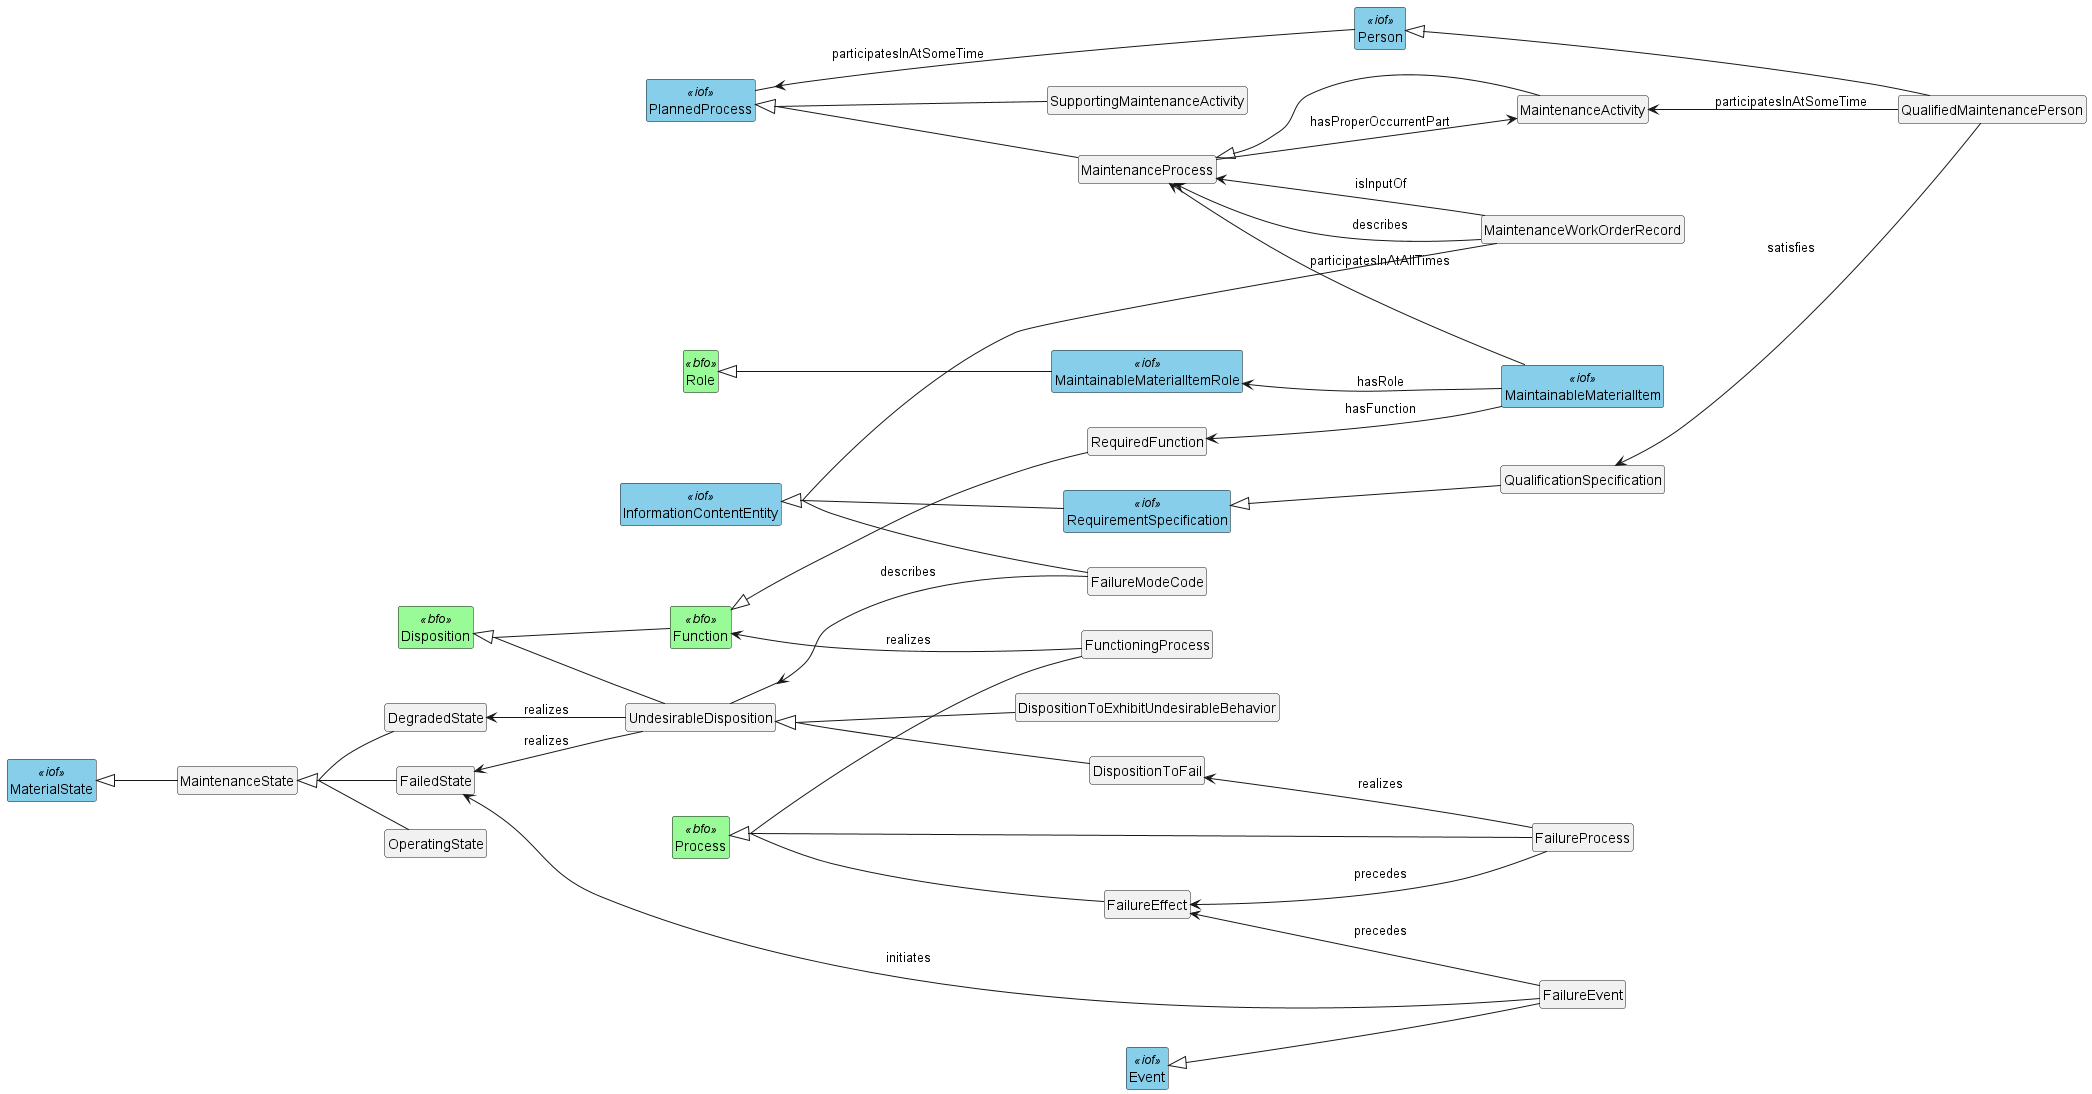 «iof»
Person
participatesInAtSomeTime
«iof»
PlannedProcess
SupportingMaintenanceActivity
MaintenanceActivity
participatesInAtSomeTime
QualifiedMaintenancePerson
hasProperOccurrentPart
MaintenanceProcess
isInputOf
describes
MaintenanceWorkOrderRecord
satisfies
participatesInAtAllTimes
«bfo»
Role
«iof»
MaintainableMaterialItemRole
hasRole
«iof»
MaintainableMaterialItem
hasFunction
RequiredFunction
«iof»
InformationContentEntity
«iof»
RequirementSpecification
QualificationSpecification
describes
FailureModeCode
«bfo»
Disposition
«bfo»
Function
realizes
FunctioningProcess
DegradedState
realizes
UndesirableDisposition
DispositionToExhibitUndesirableBehavior
realizes
«iof»
MaterialState
MaintenanceState
FailedState
DispositionToFail
realizes
OperatingState
«bfo»
Process
FailureProcess
precedes
FailureEffect
precedes
initiates
FailureEvent
«iof»
Event